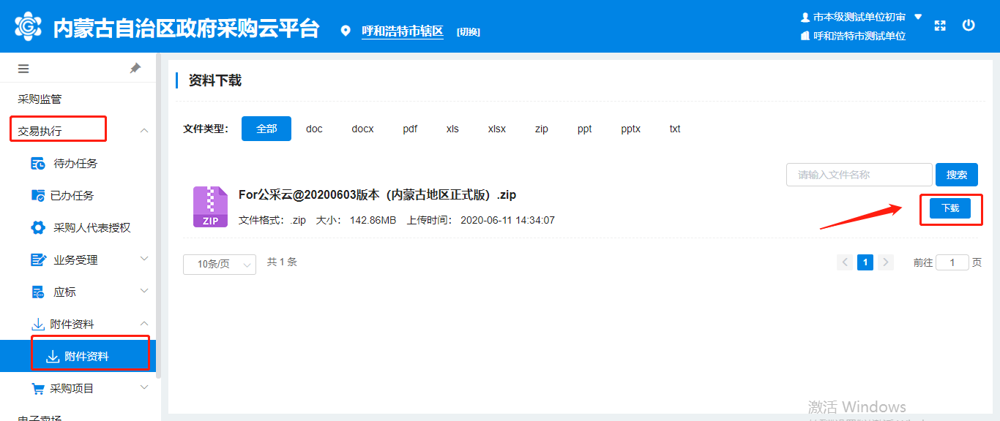 内蒙古自治区政府采购云平台
呼和浩特市辖区 [切换]
市本级测试单位初审
呼和浩特市测试单位
采购监管
交易执行
待办任务
已办任务
采购人代表授权
业务受理
应标
附件资料
附件资料
采购项目
电子卖场
资料下载
文件类型: 全部 doc docx pdf xls xlsx zip ppt pptx txt
请输入文件名称 搜索
ZIP
For公采云@20200603版本（内蒙古地区正式版）.zip
下载
文件格式: .zip 大小: 142.86MB 上传时间: 2020-06-11 14:34:07
10条/页 共 1 条
1 前往 1 页
激活 Windows